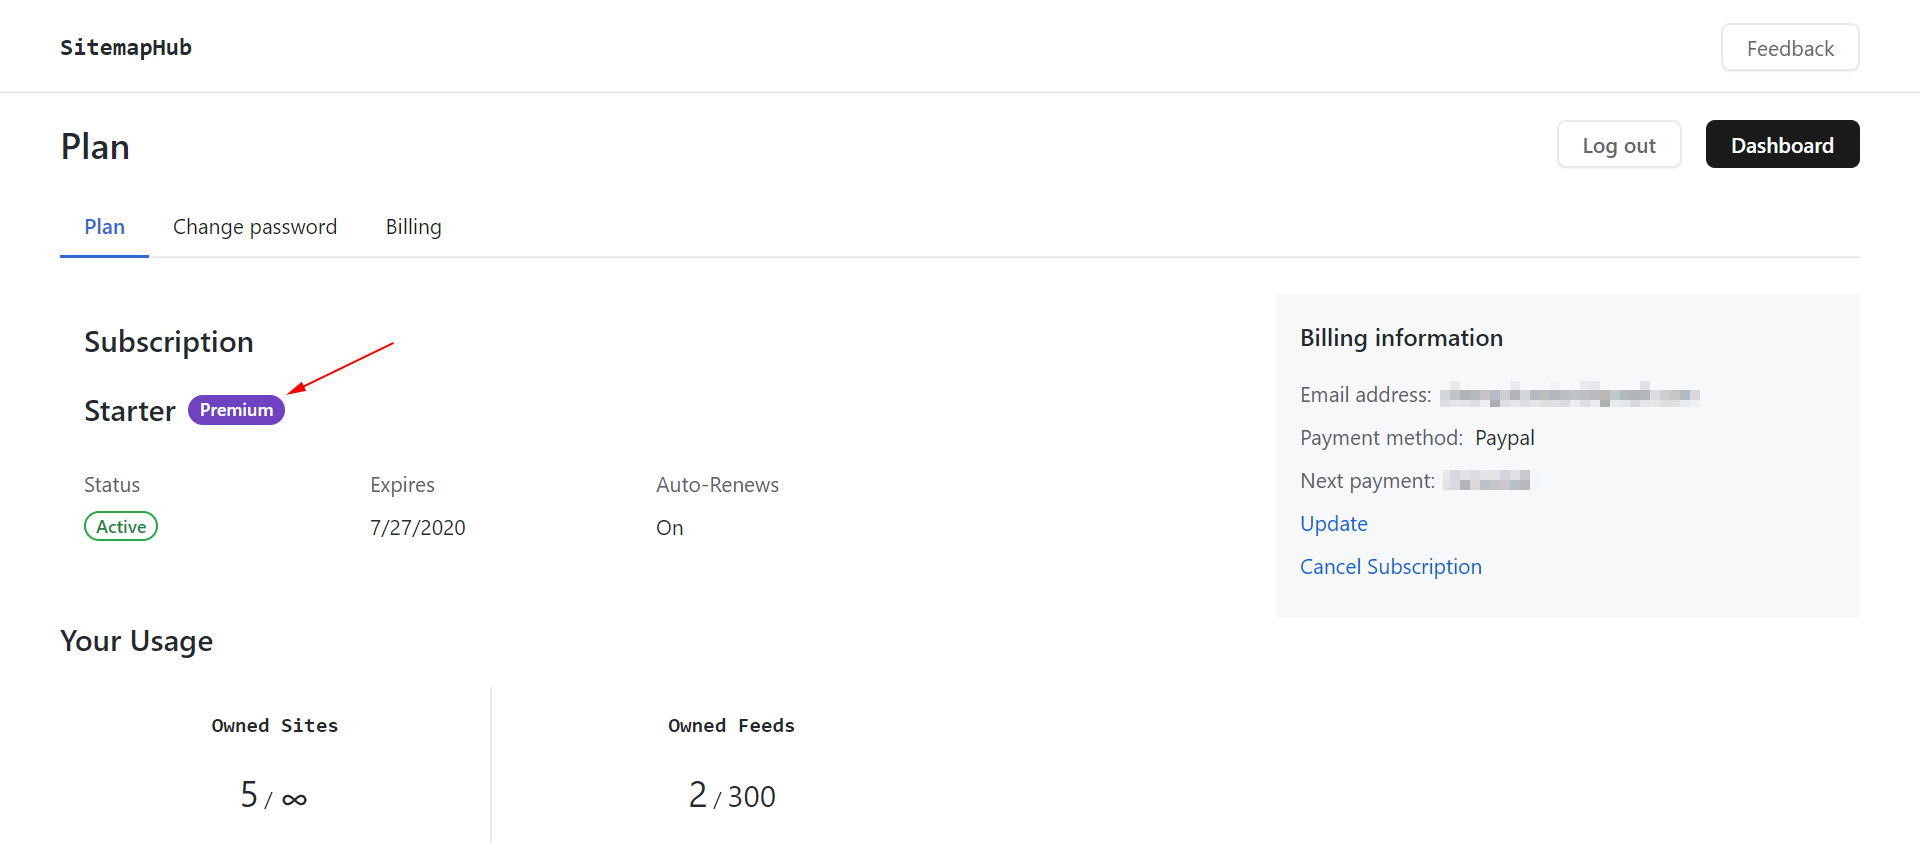 SitemapHub
Feedback
Plan
Log out
Dashboard
Plan
Change password
Billing
Subscription
Starter Premium
Status
Expires
Auto-Renews
Active
7/27/2020
On
Billing information
Email address:
Payment method: Paypal
Next payment:
Update
Cancel Subscription
Your Usage
Owned Sites
5 / ∞
Owned Feeds
2 / 300